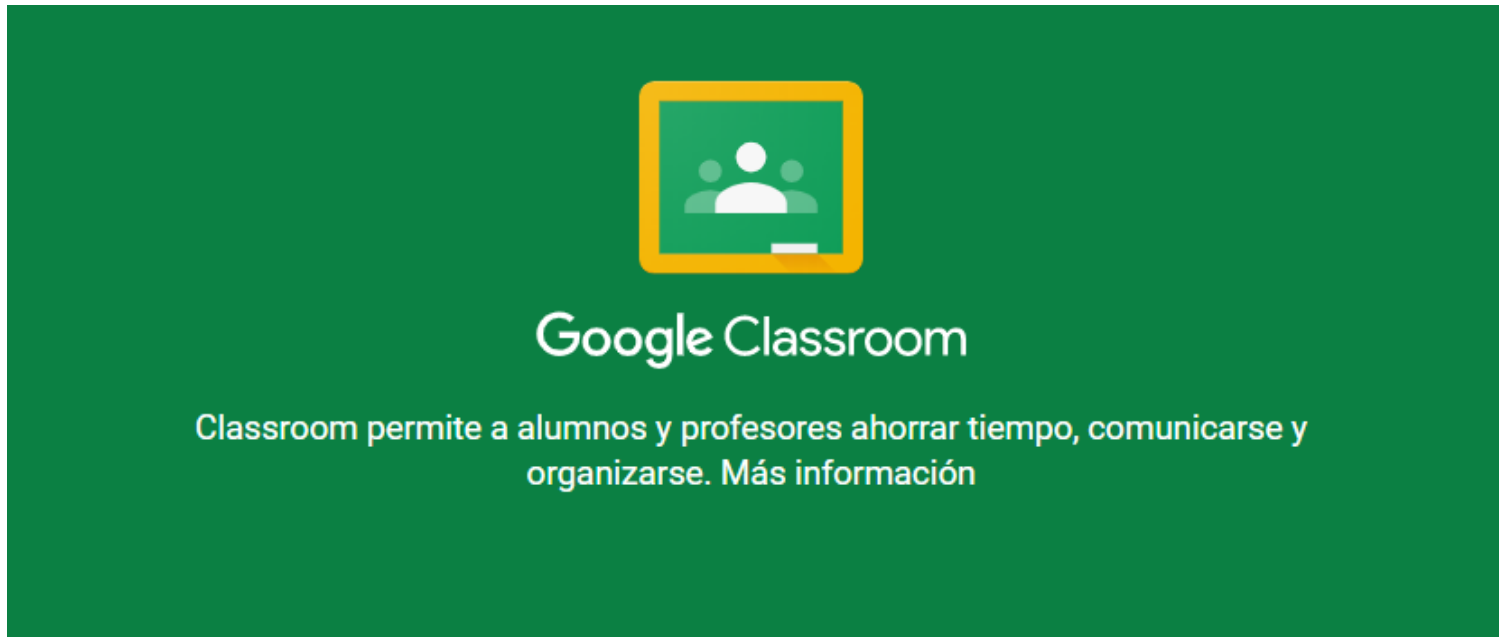 Google Classroom
Classroom permite a alumnos y profesores ahorrar tiempo, comunicarse y
organizarse. Más información